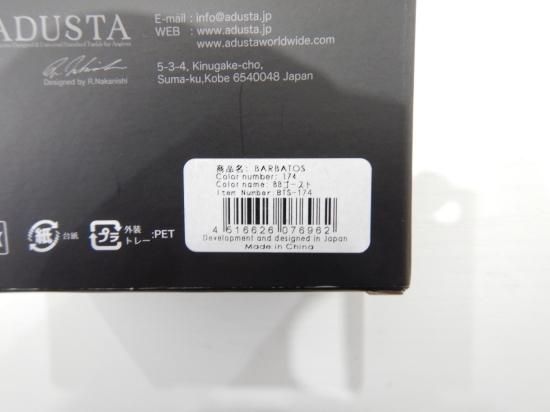 ADUSTA
E-mail : info@adusta.jp
WEB : www.adusta.jp
www.adustaworldwide.com
Designed by R.Nakanishi
5-3-4, Kinugake-cho,
Suma-ku,Kobe 6540048 Japan
商品名: BARBATOS
Color number: 174
Color name: BBゴースト
Item Number:BTS-174
4 516626 076962
Development and designed in Japan
Made in China
紙 台紙
プラ 外装
トレー :PET